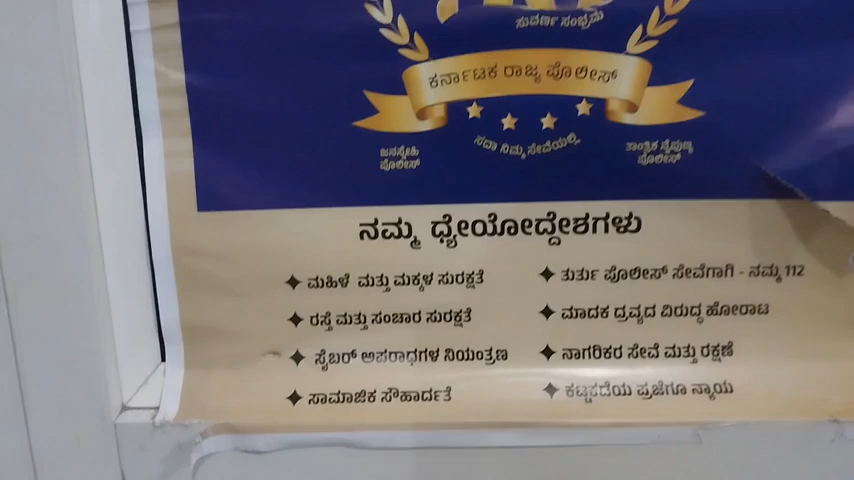 ಸುವರ್ಣ ಸಂಭ್ರಮ
ಕರ್ನಾಟಕ ರಾಜ್ಯ ಪೊಲೀಸ್
ಸದಾ ನಿಮ್ಮ ಸೇವೆಯಲ್ಲಿ
ಜನಸ್ನೇಹಿ
ಪೊಲೀಸ್
ತಾಂತ್ರಿಕ ನೈಪುಣ್ಯ
ಪೊಲೀಸ್
ನಮ್ಮ ಧ್ಯೇಯೋದ್ದೇಶಗಳು
ಮಹಿಳೆ ಮತ್ತು ಮಕ್ಕಳ ಸುರಕ್ಷತೆ
ರಸ್ತೆ ಮತ್ತು ಸಂಚಾರ ಸುರಕ್ಷತೆ
ಸೈಬರ್ ಅಪರಾಧಗಳ ನಿಯಂತ್ರಣ
ಸಾಮಾಜಿಕ ಸೌಹಾರ್ದತೆ
ತುರ್ತು ಪೊಲೀಸ್ ಸೇವೆಗಾಗಿ - ನಮ್ಮ 112
ಮಾದಕ ದ್ರವ್ಯದ ವಿರುದ್ಧ ಹೋರಾಟ
ನಾಗರಿಕರ ಸೇವೆ ಮತ್ತು ರಕ್ಷಣೆ
ಕಟ್ಟಕಡೆಯ ಪ್ರಜೆಗೂ ನ್ಯಾಯ